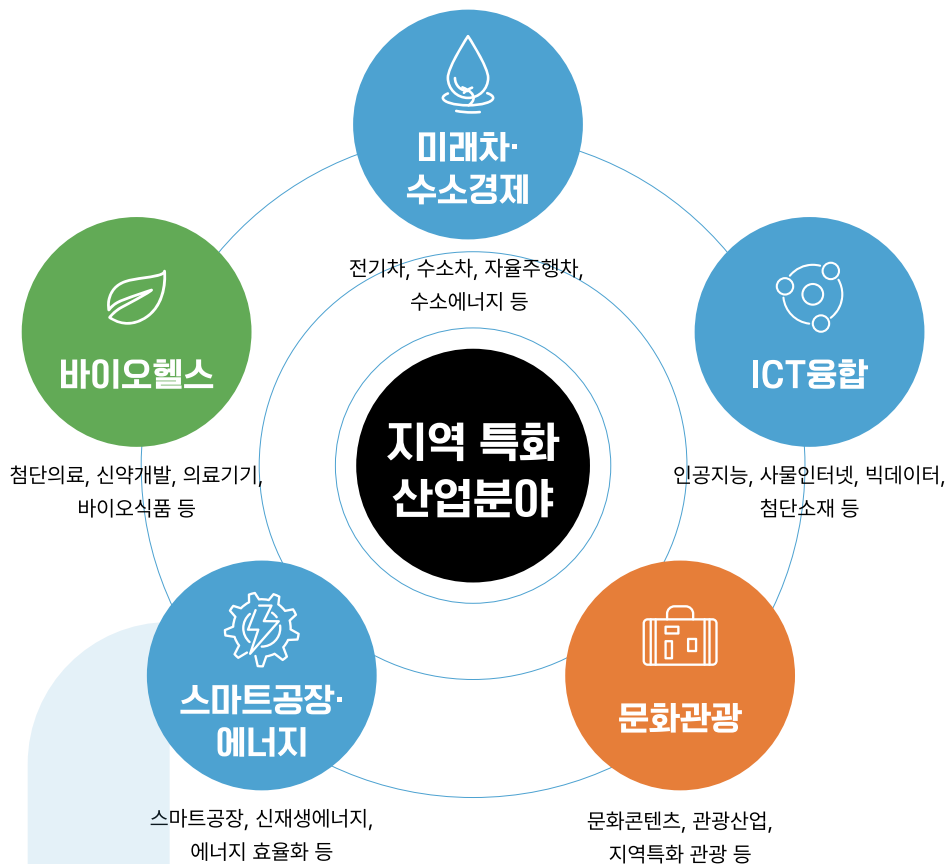 미래차·
수소경제
전기차, 수소차, 자율주행차,
수소에너지 등
바이오헬스
첨단의료, 신약개발, 의료기기,
바이오식품 등
ICT융합
인공지능, 사물인터넷, 빅데이터,
첨단소재 등
지역 특화
산업분야
스마트공장·
에너지
스마트공장, 신재생에너지,
에너지 효율화 등
문화관광
문화콘텐츠, 관광산업,
지역특화 관광 등